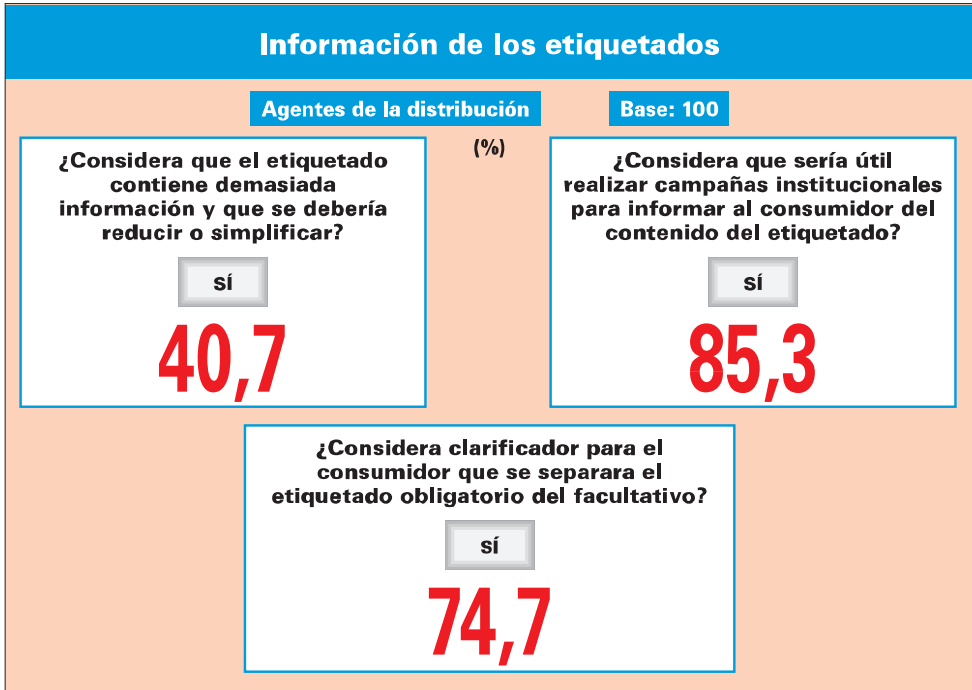 Información de los etiquetados
Agentes de la distribución
Base: 100
(%)
¿Considera que el etiquetado
contiene demasiada
información y que se debería
reducir o simplificar?
SÍ
40,7
¿Considera que sería útil
realizar campañas institucionales
para informar al consumidor del
contenido del etiquetado?
SÍ
85,3
¿Considera clarificador para el
consumidor que se separara el
etiquetado obligatorio del facultativo?
SÍ
74,7